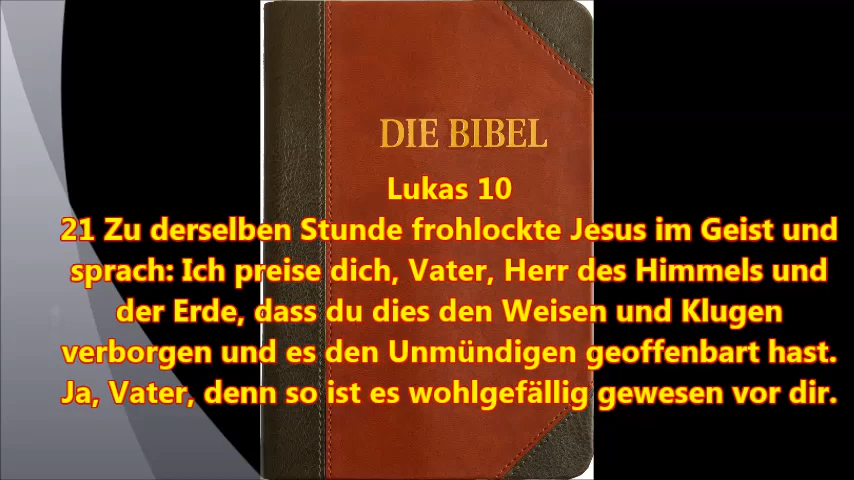 DIE BIBEL
Lukas 10
21 Zu derselben Stunde frohlockte Jesus im Geist und
sprach: Ich preise dich, Vater, Herr des Himmels und
der Erde, dass du dies den Weisen und Klugen
verborgen und es den Unmündigen geoffenbart hast.
Ja, Vater, denn so ist es wohlgefällig gewesen vor dir.